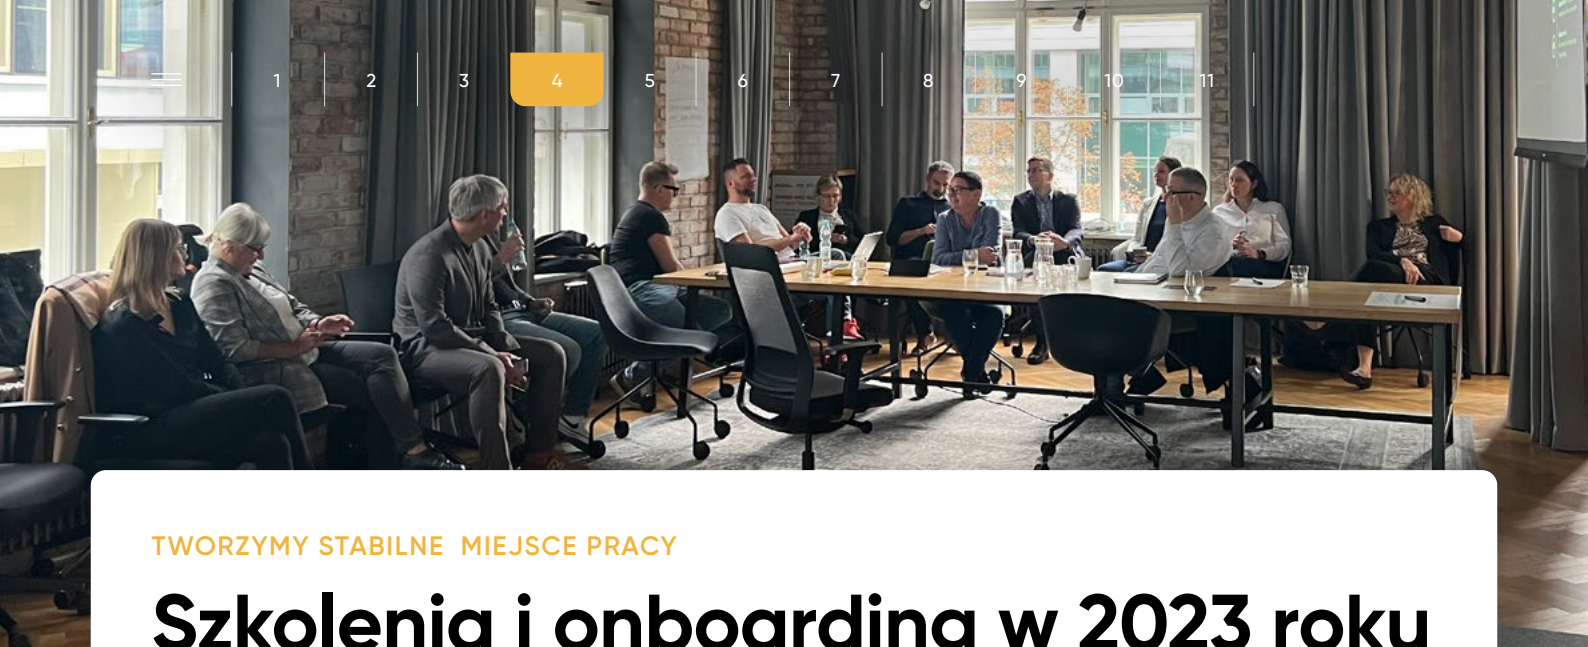 1 2 3 4 5 6 7 8 9 10 11
TWORZYMY STABILNE MIEJSCE PRACY
Szkolenia i onboarding w 2023 roku